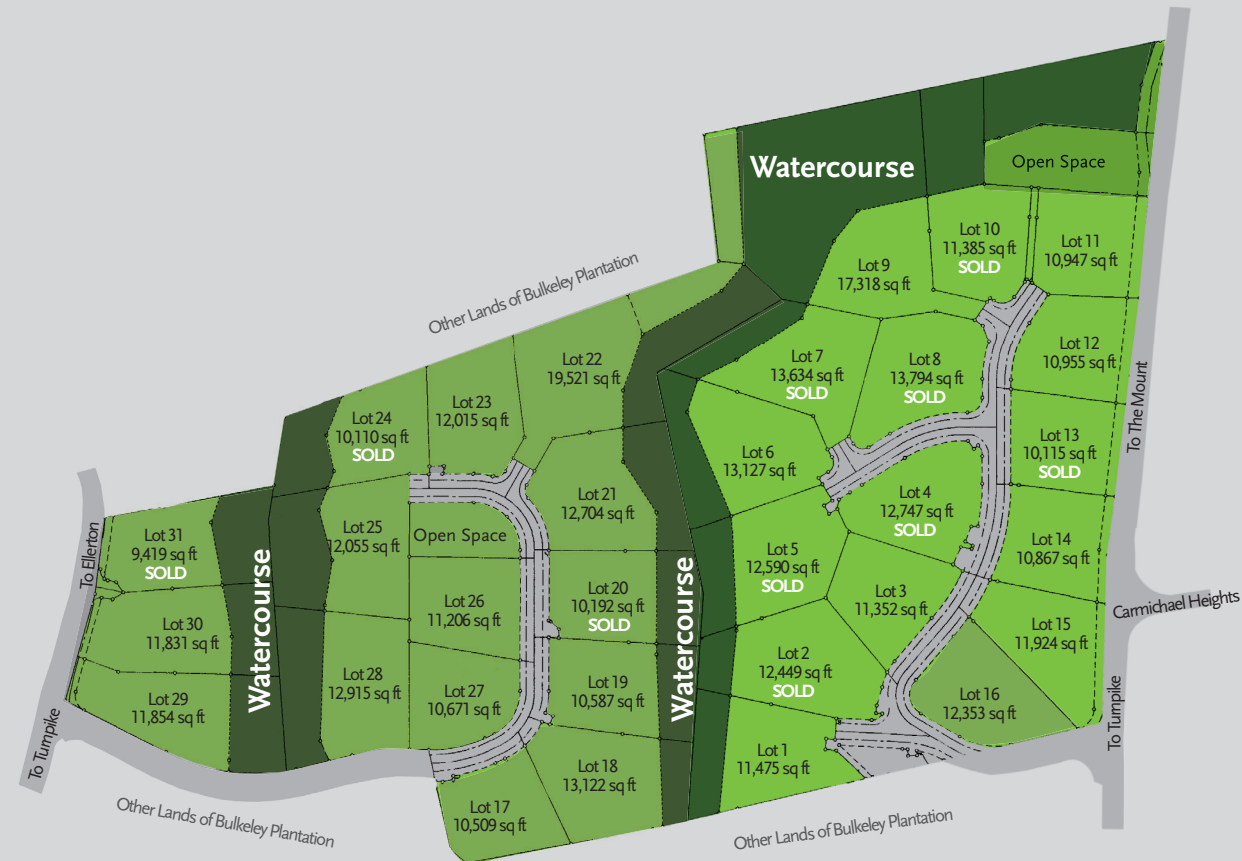 Watercourse
Open Space
Lot 10
11,385 sq ft
SOLD
Lot 11
10,947 sq ft
Lot 9
17,318 sq ft
Other Lands of Bulkeley Plantation
Lot 12
10,955 sq ft
Lot 7
13,634 sq ft
SOLD
Lot 8
13,794 sq ft
SOLD
Lot 22
19,521 sq ft
Lot 23
12,015 sq ft
Lot 24
10,110 sq ft
SOLD
To The Mount
Lot 13
10,115 sq ft
SOLD
Lot 6
13,127 sq ft
Lot 4
12,747 sq ft
SOLD
Lot 21
12,704 sq ft
Lot 25
12,055 sq ft
Open Space
Lot 31
9,419 sq ft
SOLD
To Ellerton
Lot 14
10,867 sq ft
Lot 5
12,590 sq ft
SOLD
Lot 3
11,352 sq ft
Lot 20
10,192 sq ft
SOLD
Lot 26
11,206 sq ft
Carmichael Heights
Lot 30
11,831 sq ft
Watercourse
Watercourse
Lot 15
11,924 sq ft
Lot 2
12,449 sq ft
SOLD
Lot 28
12,915 sq ft
Lot 27
10,671 sq ft
Lot 19
10,587 sq ft
Lot 16
12,353 sq ft
Lot 29
11,854 sq ft
To Turnpike
To Turnpike
Lot 1
11,475 sq ft
Lot 18
13,122 sq ft
Lot 17
10,509 sq ft
Other Lands of Bulkeley Plantation
Other Lands of Bulkeley Plantation